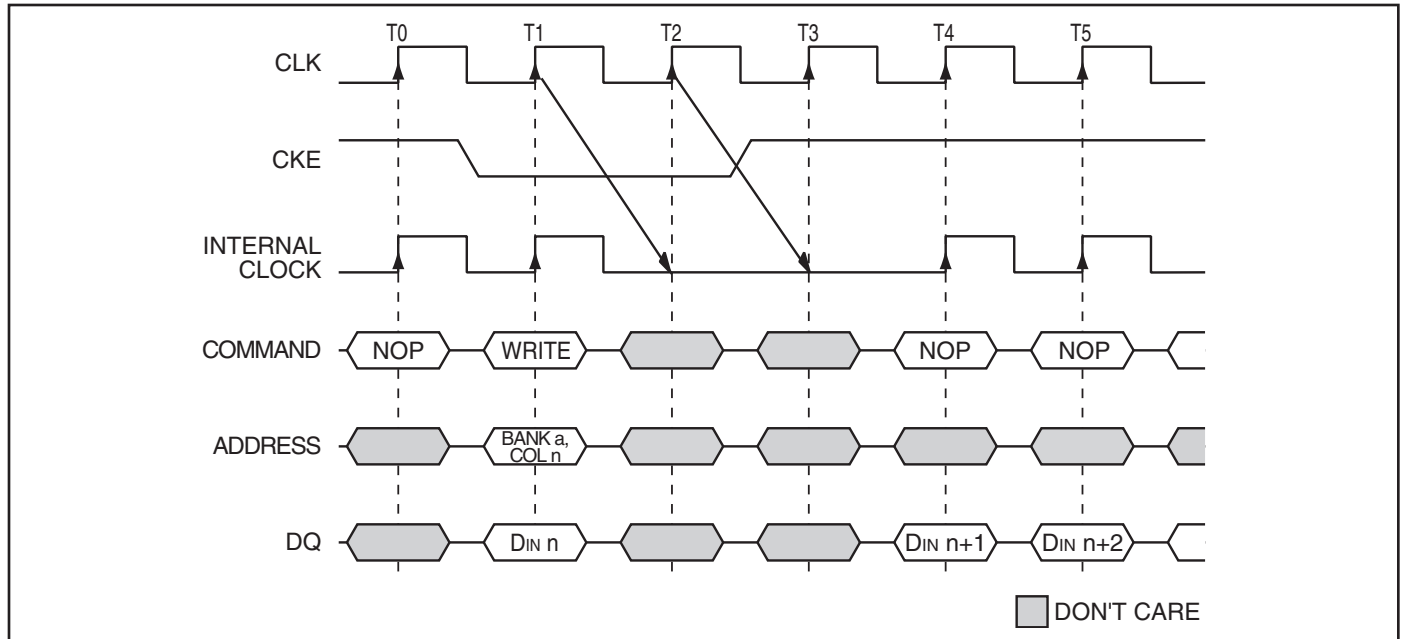 T0 T1 T2 T3 T4 T5
CLK
CKE
INTERNAL
CLOCK
COMMAND NOP WRITE NOP NOP
ADDRESS BANK a,
COL n
DQ DIN n DIN n+1 DIN n+2
DON'T CARE